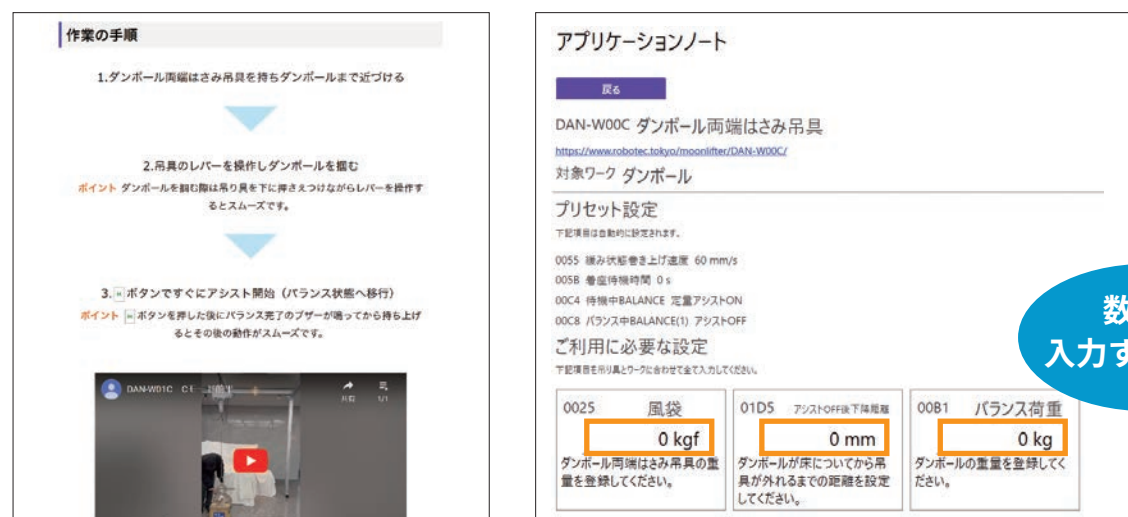 作業の手順
1.ダンボール両端はさみ吊具を持ちダンボールまで近づける
2.吊具のレバーを操作しダンボールを掴む
ポイント ダンボールを掴む際は吊り具を下に押さえつけながらレバーを操作す
るとスムーズです。
3. ボタンですぐにアシスト開始（バランス状態へ移行）
ポイント ボタンを押した後にバランス完了のブザーが鳴ってから持ち上げ
るとその後の動作がスムーズです。
DAN-W01C
共有
1/1
アプリケーションノート
戻る
DAN-W00C ダンボール両端はさみ吊具
https://www.robotec.tokyo/moonlifter/DAN-W00C/
対象ワーク ダンボール
プリセット設定
下記項目は自動的に設定されます。
0055 緩み状態巻き上げ速度 60 mm/s
005B 着座待機時間 0 s
00C4 待機中BALANCE 定量アシストON
00C8 バランス中BALANCE(1) アシストOFF
ご利用に必要な設定
下記項目を吊り具とワークに合わせて全て入力してください。
0025 風袋
0 kgf
ダンボール両端はさみ吊具の重
量を登録してください。
01D5 アシストOFF後下降距離
0 mm
ダンボールが床についてから吊
具が外れるまでの距離を設定
してください。
00B1 バランス荷重
0 kg
ダンボールの重量を登録してく
ださい。
数
入力す